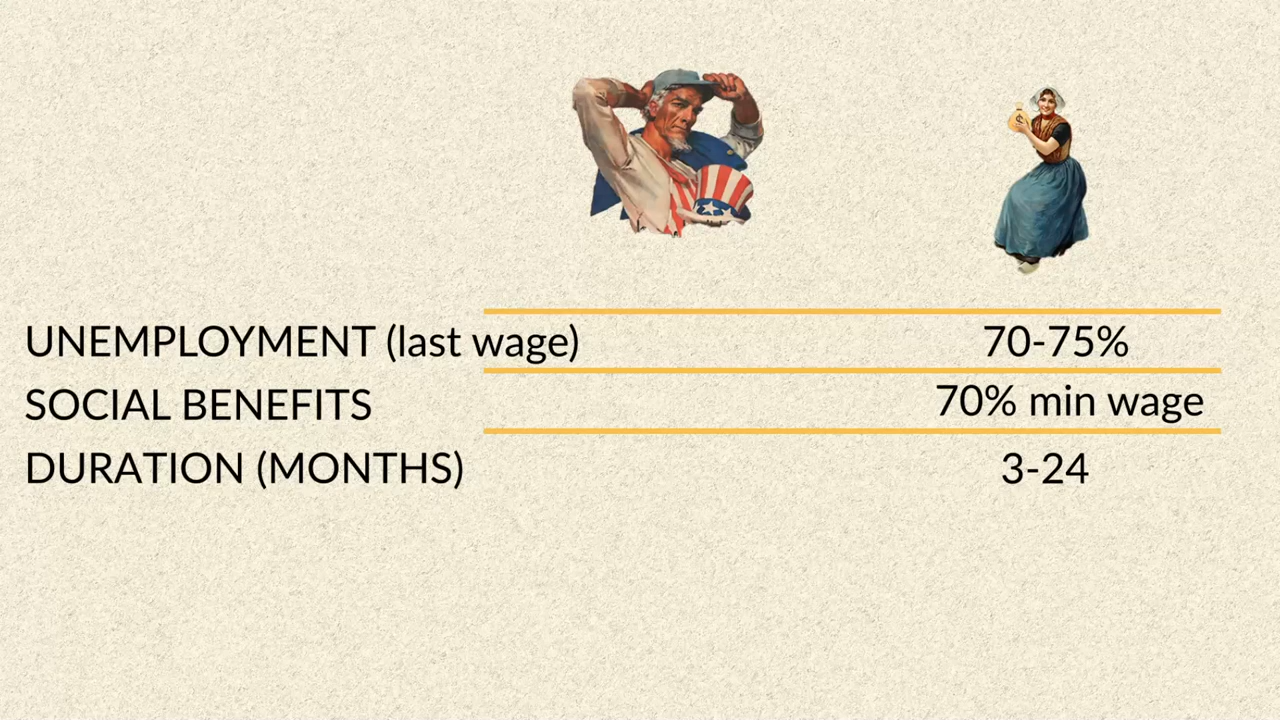 UNEMPLOYMENT (last wage) 70-75%
SOCIAL BENEFITS 70% min wage
DURATION (MONTHS) 3-24